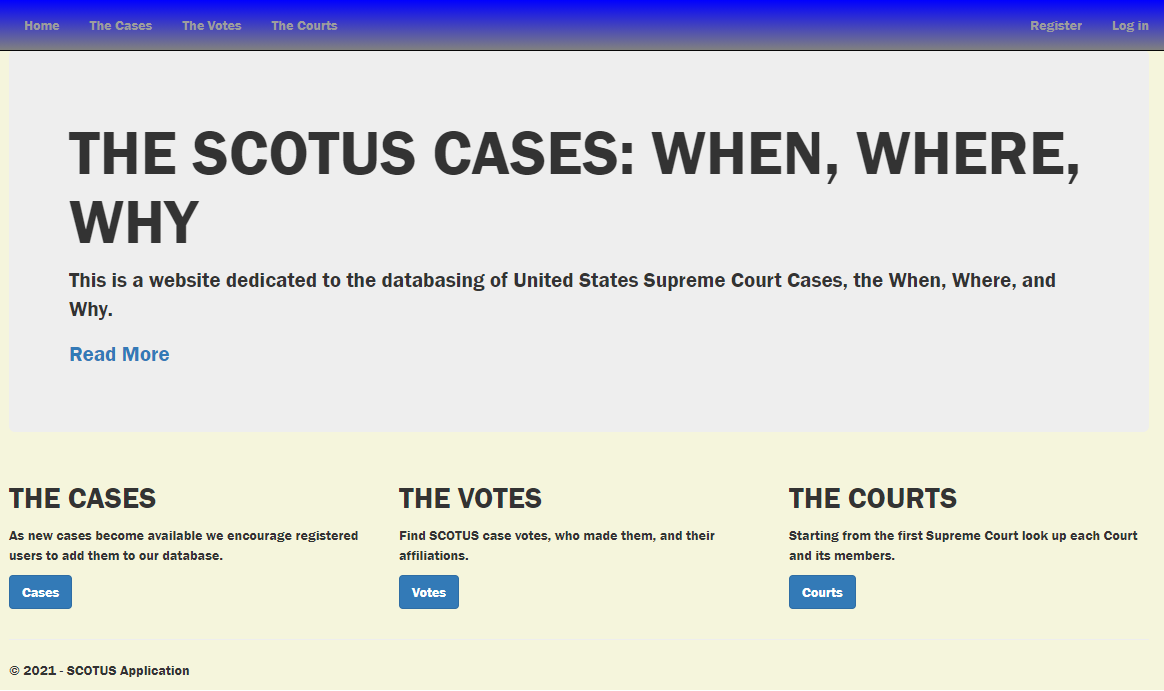 Home The Cases The Votes The Courts Register Log in
THE SCOTUS CASES: WHEN, WHERE,
WHY
This is a website dedicated to the databasing of United States Supreme Court Cases, the When, Where, and
Why.
Read More
THE CASES
As new cases become available we encourage registered
users to add them to our database.
Cases
THE VOTES
Find SCOTUS case votes, who made them, and their
affiliations.
Votes
THE COURTS
Starting from the first Supreme Court look up each Court
and its members.
Courts
© 2021 - SCOTUS Application